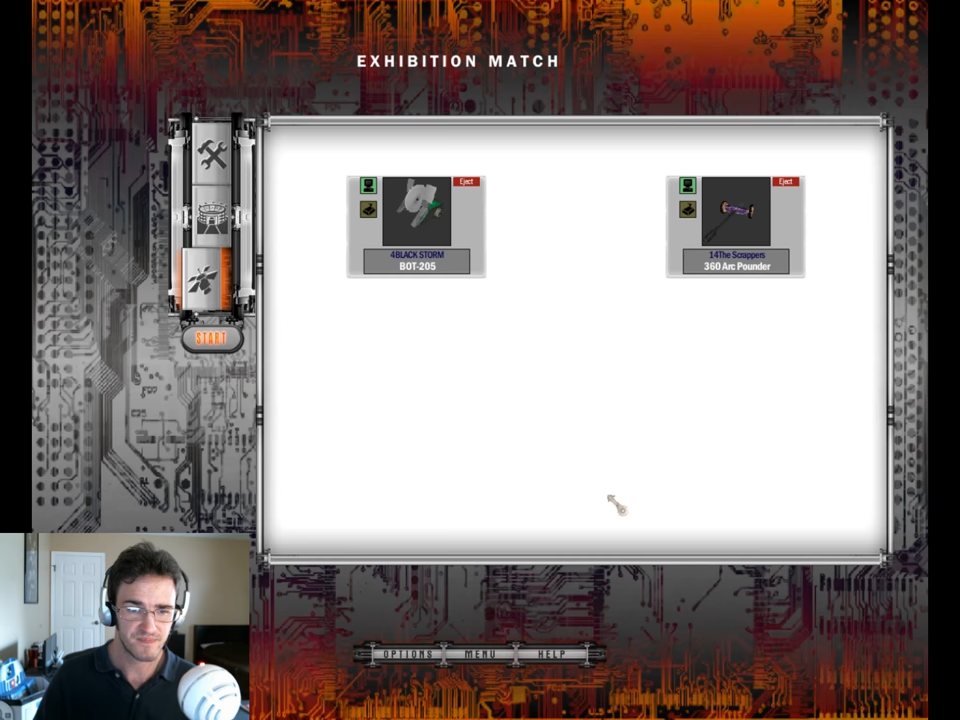 EXHIBITION MATCH
Eject
4BLACK STORM
BOT-205
Eject
14The Scrappers
360 Arc Pounder
START
OPTIONS
MENU
HELP